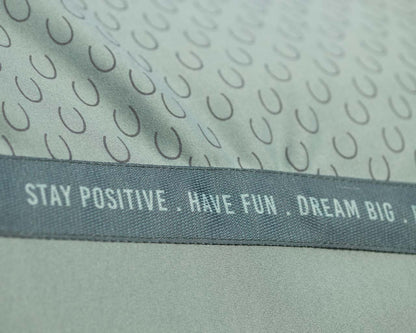 STAY POSITIVE . HAVE FUN . DREAM BIG .